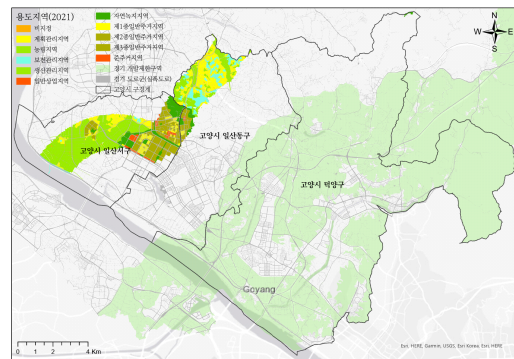 용도지역(2021)
미지정
계획관리지역
농림지역
보전관리지역
생산관리지역
일반상업지역
자연녹지지역
제1종일반주거지역
제2종일반주거지역
제3종일반주거지역
준주거지역
경기 개발제한구역
경기 도로군(실폭도로)
고양시_구경계
N
W
E
S
고양시 일산동구
고양시 일산서구
고양시 덕양구
Goyang
0 2 4 Km
Esri, HERE, Garmin, USGS, Esri Korea, Esri, HERE